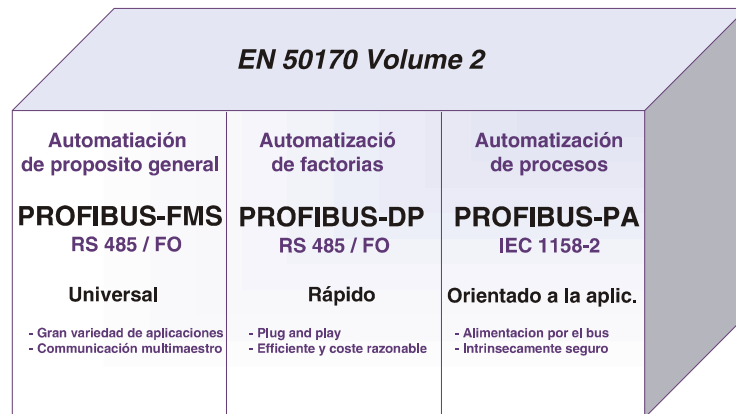 EN 50170 Volume 2
Automatiación
de proposito general
PROFIBUS-FMS
RS 485 / FO
Universal
- Gran variedad de aplicaciones
- Communicación multimaestro
Automatizació
de factorias
PROFIBUS-DP
RS 485 / FO
Rápido
- Plug and play
- Efficiente y coste razonable
Automatización
de procesos
PROFIBUS-PA
IEC 1158-2
Orientado a la aplic.
- Alimentacion por el bus
- Intrinsecamente seguro